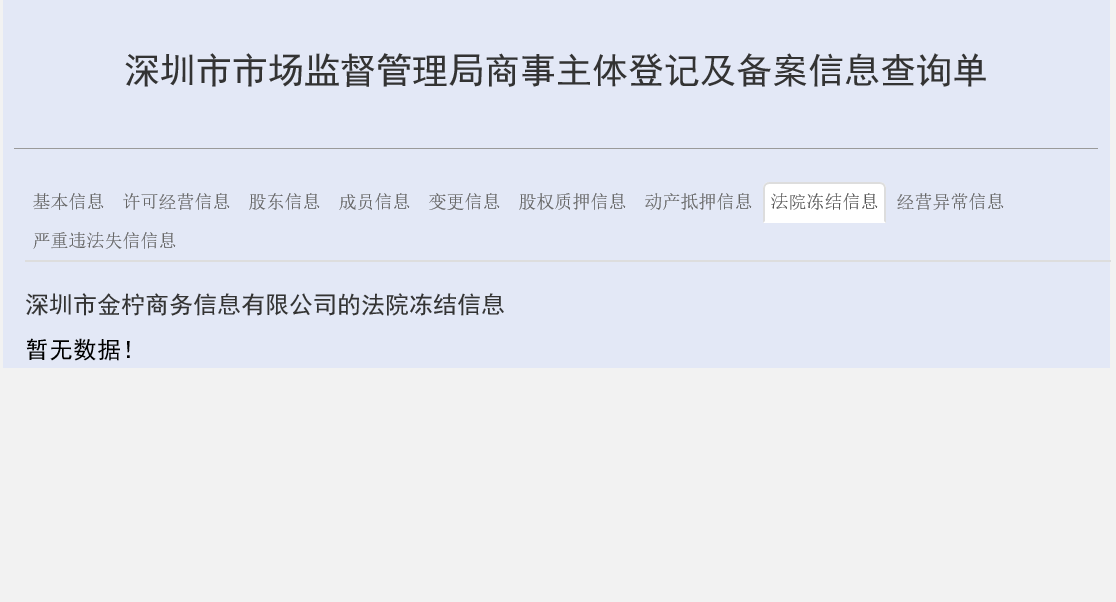 深圳市市场监督管理局商事主体登记及备案信息查询单
基本信息 许可经营信息 股东信息 成员信息 变更信息 股权质押信息 动产抵押信息 法院冻结信息 经营异常信息
严重违法失信信息
深圳市金柠商务信息有限公司的法院冻结信息
暂无数据！